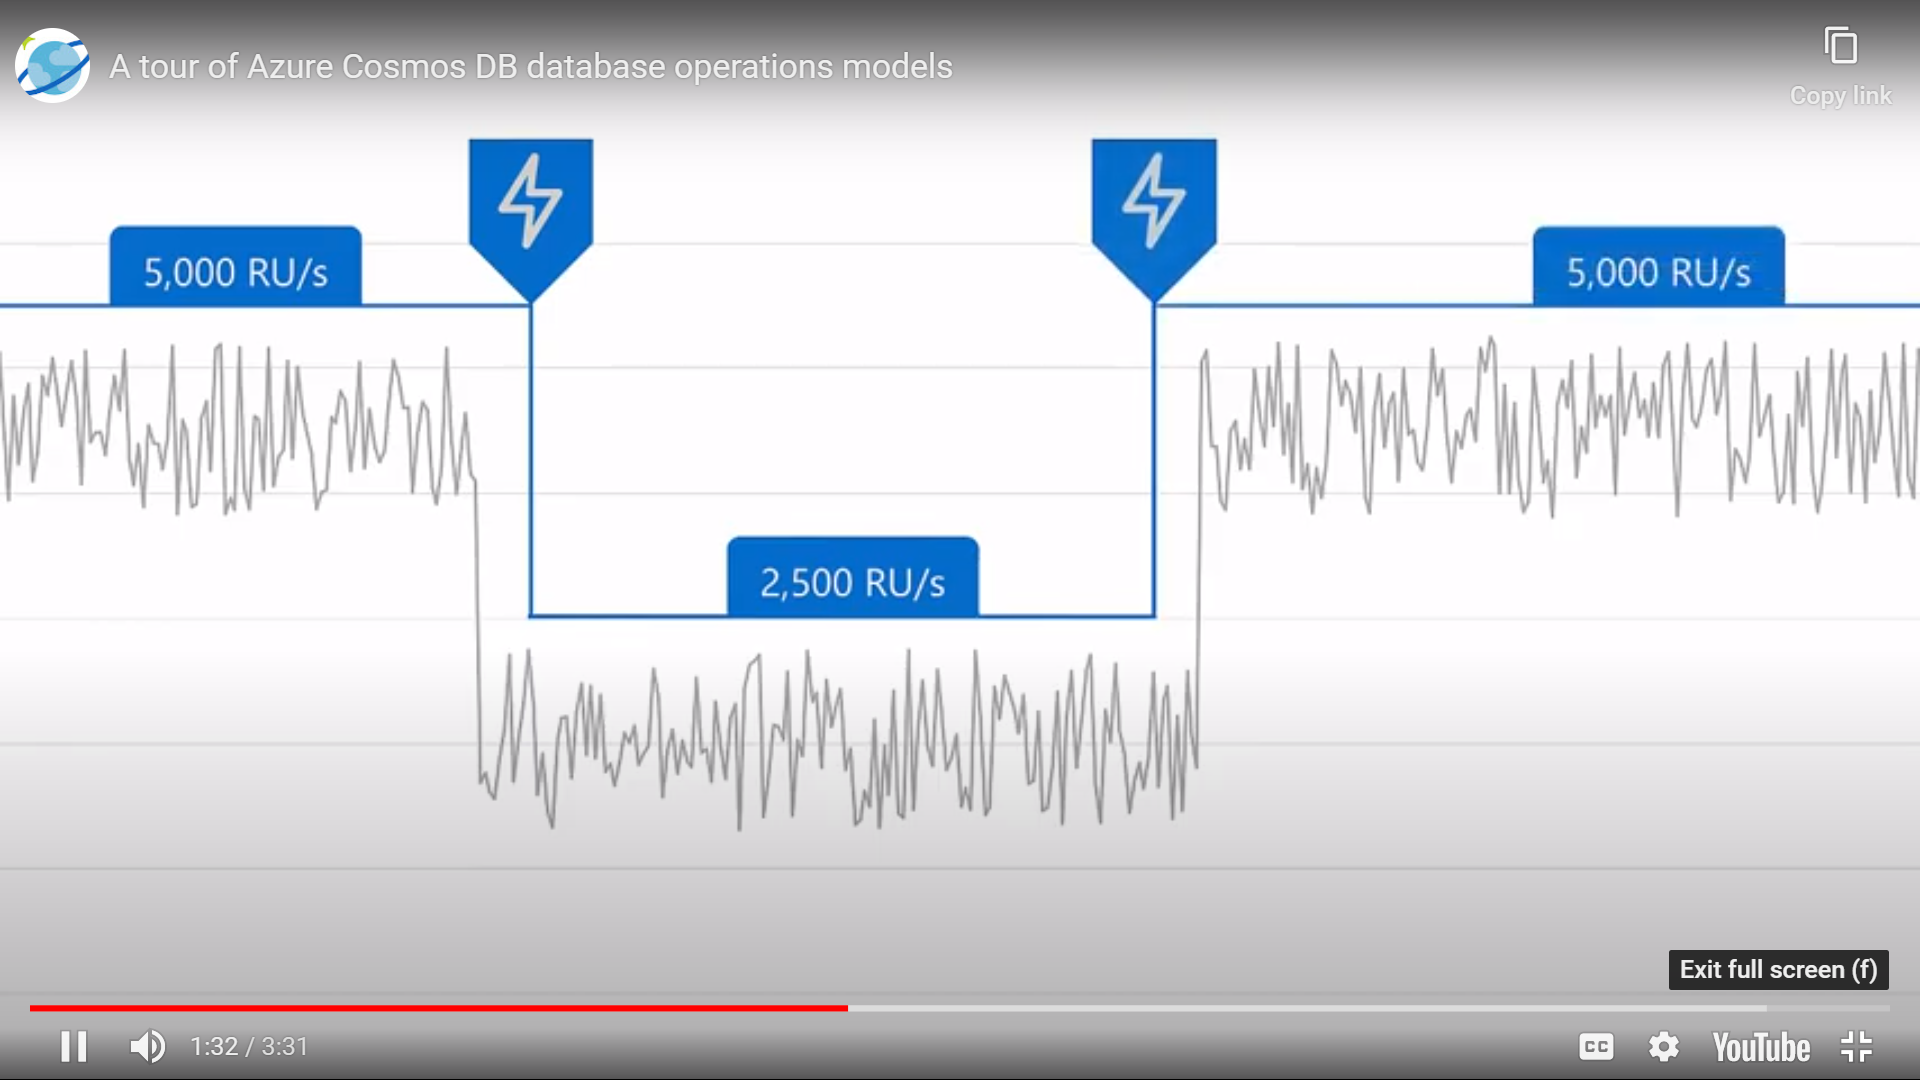 A tour of Azure Cosmos DB database operations models
Copy link
5,000 RU/s
5,000 RU/s
2,500 RU/s
Exit full screen (f)
1:32 / 3:31
CC
YouTube